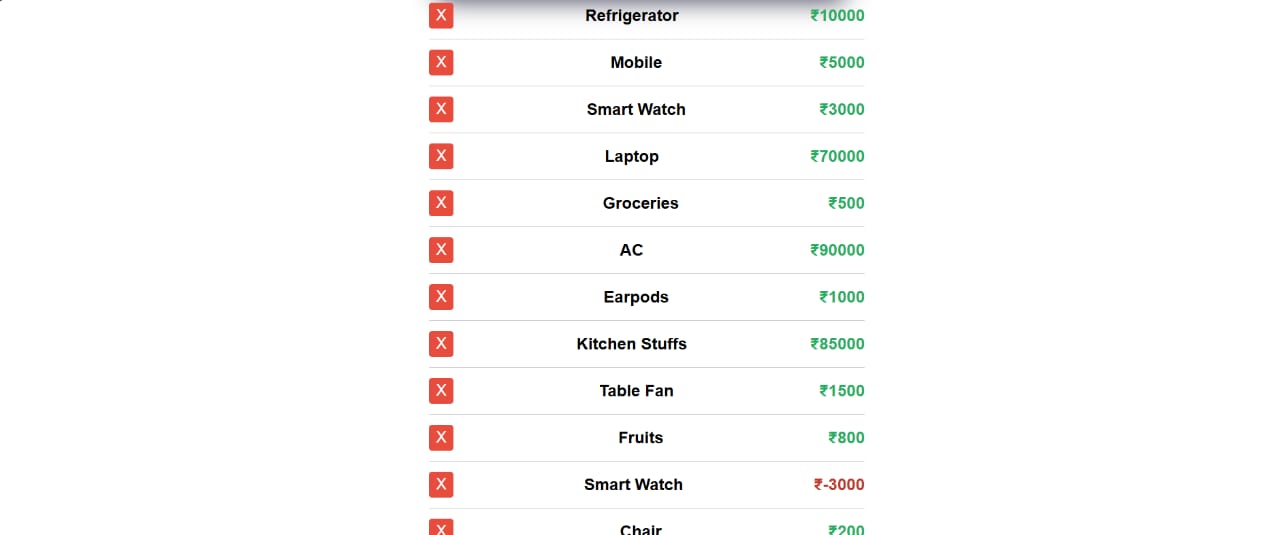 X Refrigerator ₹10000
X Mobile ₹5000
X Smart Watch ₹3000
X Laptop ₹70000
X Groceries ₹500
X AC ₹90000
X Earpods ₹1000
X Kitchen Stuffs ₹85000
X Table Fan ₹1500
X Fruits ₹800
X Smart Watch ₹-3000
X Chair ₹200